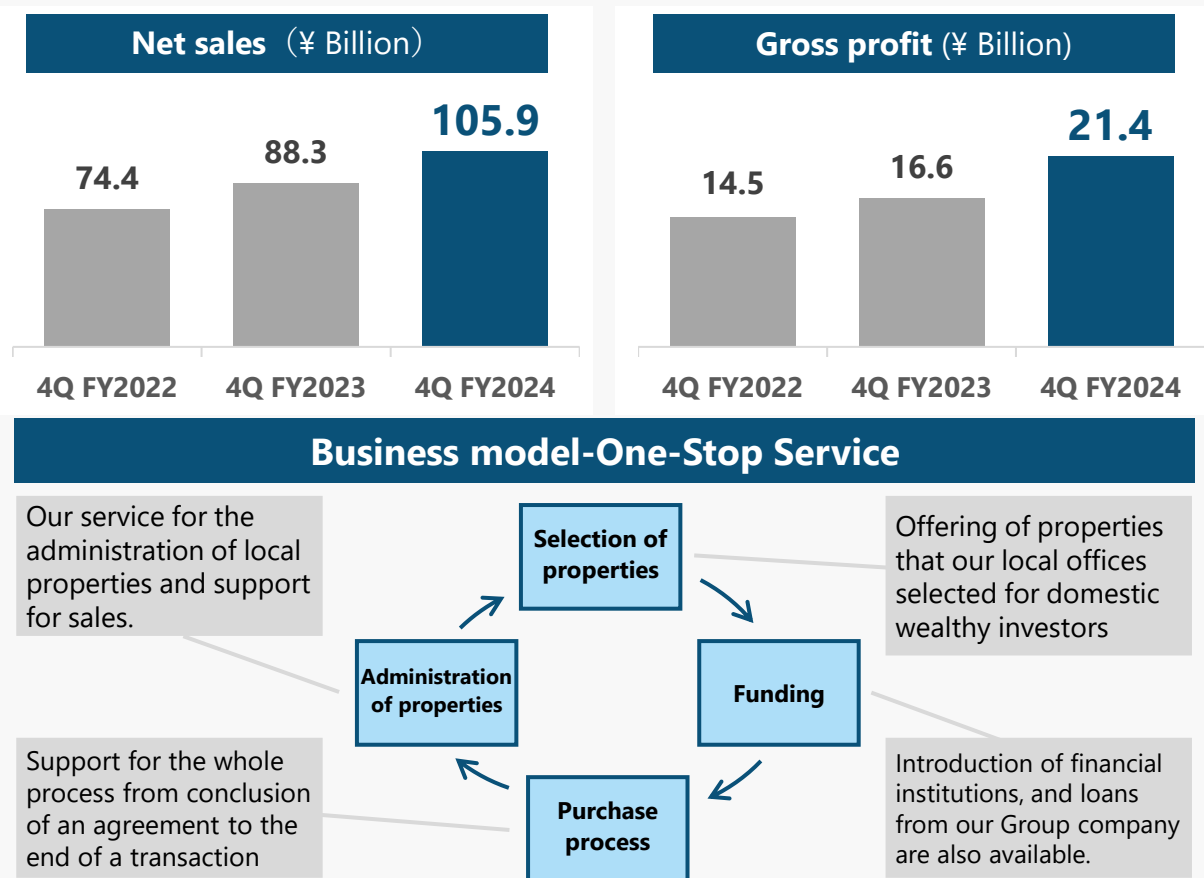 Net sales（¥ Billion）
105.9
88.3
74.4
4Q FY2022 4Q FY2023 4Q FY2024
Gross profit (¥ Billion)
21.4
16.6
14.5
4Q FY2022 4Q FY2023 4Q FY2024
Business model-One-Stop Service
Our service for the
administration of local
properties and support
for sales.
Selection of
properties
Offering of properties
that our local offices
selected for domestic
wealthy investors
Administration
of properties
Funding
Support for the whole
process from conclusion
of an agreement to the
end of a transaction
Purchase
process
Introduction of financial
institutions, and loans
from our Group company
are also available.